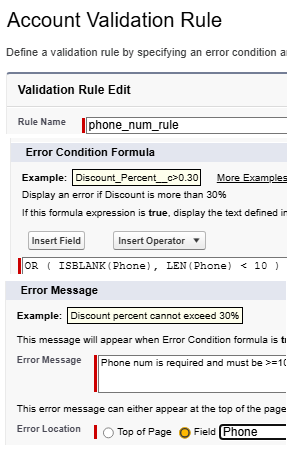 Account Validation Rule
Define a validation rule by specifying an error condition a
Validation Rule Edit
Rule Name phone_num_rule
Error Condition Formula
Example: Discount_Percent__c>0.30 More Examples
Display an error if Discount is more than 30%
If this formula expression is true, display the text defined in
Insert Field Insert Operator
OR ( ISBLANK(Phone), LEN(Phone) < 10 )
Error Message
Example: Discount percent cannot exceed 30%
This message will appear when Error Condition formula is
Error Message Phone num is required and must be >=10
This error message can either appear at the top of the page
Error Location Top of Page Field Phone